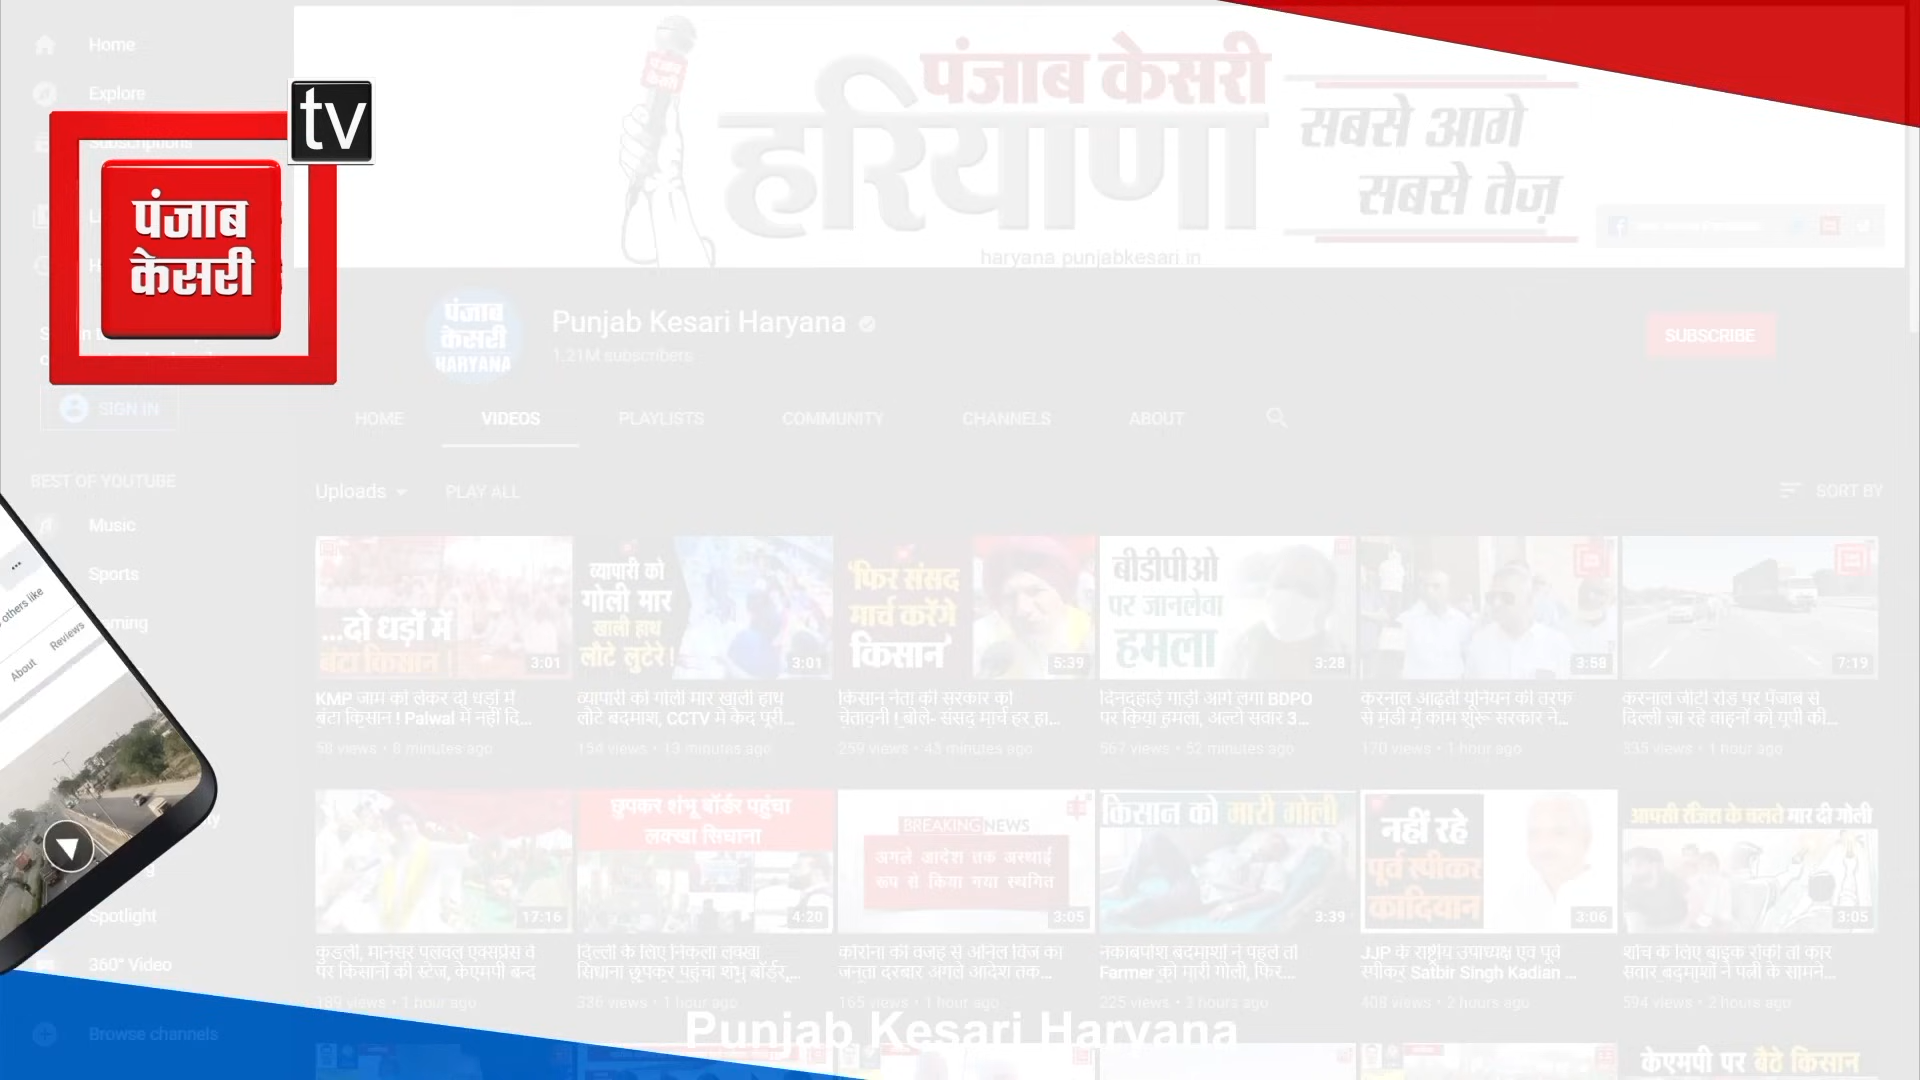 Home
Explore
Subscriptions
tv
पंजाब
केसरी
SIGN IN
BEST OF YOUTUBE
Music
Sports
Spotlight
360° Video
Browse channels
others like
About
Reviews
पंजाब केसरी
हरियाणा
सबसे आगे
सबसे तेज़
haryana punjabkesari in
पंजाब
केसरी
HARYANA
Punjab Kesari Haryana
1.21M subscribers
SUBSCRIBE
HOME VIDEOS PLAYLISTS COMMUNITY CHANNELS ABOUT
Uploads PLAY ALL SORT BY
...दो धड़ों में
बंटा किसान !
3:01
व्यापारी को
गोली मार
खाली हाथ
लौटे लुटेरे !
3:01
'फिर संसद
मार्च करेंगे
किसान'
5:39
बीडीपीओ
पर जानलेवा
हमला
3:28
3:58
7:19
KMP जाम को लेकर दो धड़ों में
बंटा किसान ! Palwal में नहीं दि...
58 views • 8 minutes ago
व्यापारी को गोली मार खाली हाथ
लौटे बदमाश, CCTV में कैद पूरी...
154 views • 13 minutes ago
किसान नेता की सरकार को
चेतावनी ! बोले- संसद मार्च हर हा...
259 views • 43 minutes ago
दिनदहाड़े गाड़ी आगे लगा BDPO
पर किया हमला, अल्टो सवार 3...
567 views • 52 minutes ago
करनाल आढ़ती यूनियन की तरफ
से मंडी में काम शुरू सरकार ने...
170 views • 1 hour ago
करनाल जीटी रोड पर पंजाब से
दिल्ली जा रहे वाहनों को यूपी की...
335 views • 1 hour ago
17:16
छुपकर शंभू बॉर्डर पहुंचा
लक्खा सिधाना
4:20
BREAKING NEWS
अगले आदेश तक अस्थाई
रूप से किया गया स्थगित
3:05
किसान को मारी गोली
3:39
नहीं रहे
पूर्व स्पीकर
कादियान
3:06
आपसी रंजिश के चलते मार दी गोली
3:05
कुंडली, मानेसर पलवल एक्सप्रेस वे
पर किसानों की स्टेज, केएमपी बन्द
189 views • 1 hour ago
दिल्ली के लिए निकला लक्खा
सिधाना छुपकर पहुंचा शंभू बॉर्डर,...
336 views • 1 hour ago
कोरोना की वजह से अनिल विज का
जनता दरबार अगले आदेश तक...
165 views • 1 hour ago
नकाबपोश बदमाशों ने पहले तो
Farmer को मारी गोली, फिर...
225 views • 2 hours ago
JJP के राष्ट्रीय उपाध्यक्ष एवं पूर्व
स्पीकर Satbir Singh Kadian ...
408 views • 2 hours ago
शौच के लिए बाइक रोकी तो कार
सवार बदमाशों ने पत्नी के सामने...
594 views • 2 hours ago
Punjab Kesari Haryana
केएमपी पर बैठे किसान